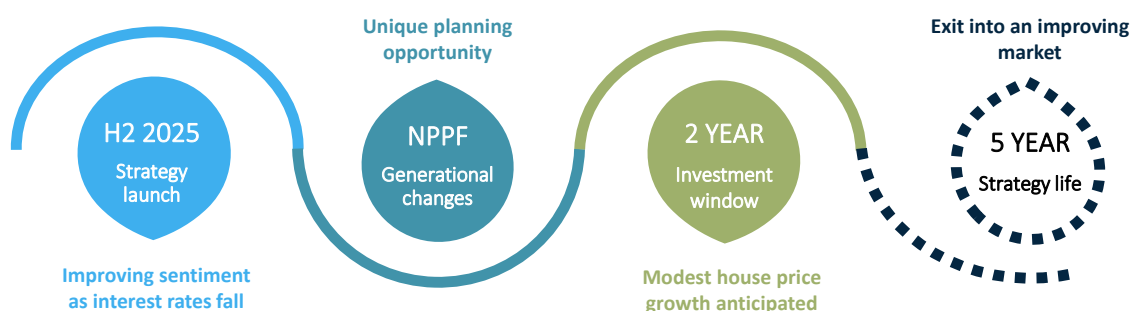 H2 2025
Strategy
launch
Improving sentiment
as interest rates fall
Unique planning
opportunity
NPPF
Generational
changes
2 YEAR
Investment
window
Modest house price
growth anticipated
Exit into an improving
market
5 YEAR
Strategy life